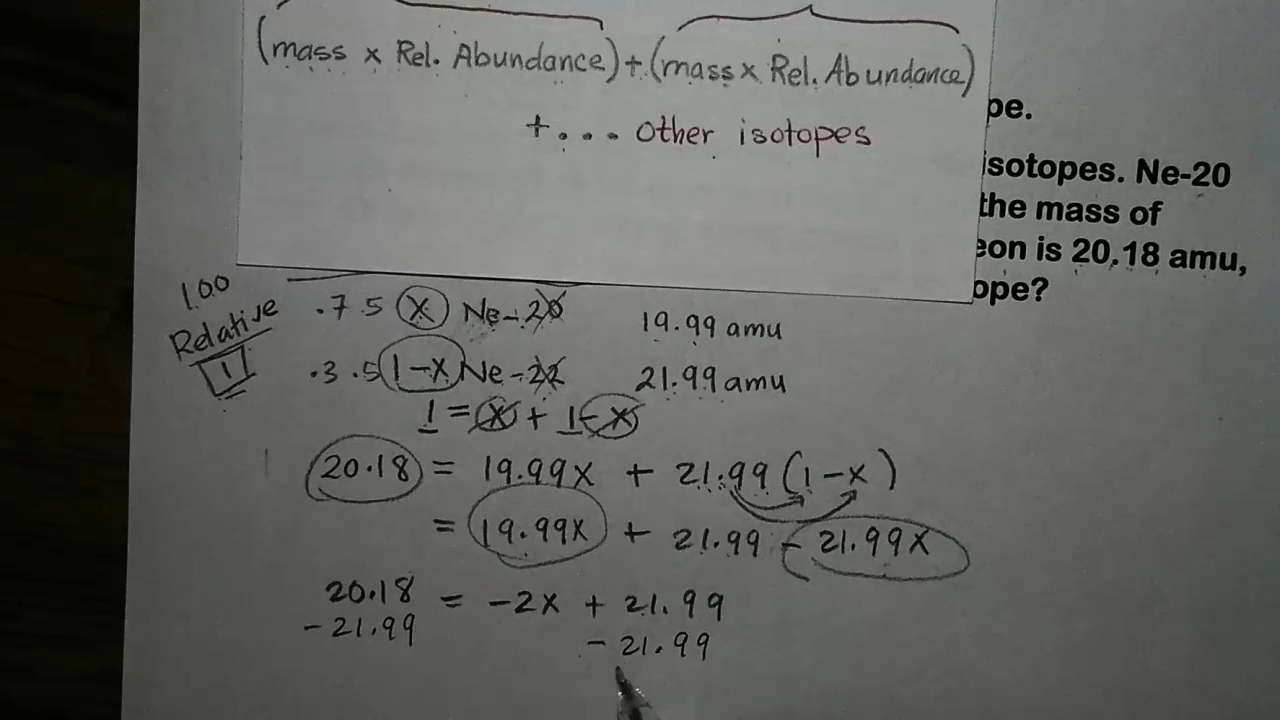 (mass x Rel. Abundance)+(mass x Rel. Abundance)
+... Other isotopes
pe.
isotopes. Ne-20
the mass of
eon is 20.18 amu,
ope?
100
Relative
1
.75 x Ne-20 19.99 amu
.3.5 1-x Ne-22 21.99 amu
1 = x + 1-x
20.18 = 19.99x + 21.99(1-x)
= 19.99x + 21.99 - 21.99x
20.18 = -2x + 21.99
-21.99 -21.99